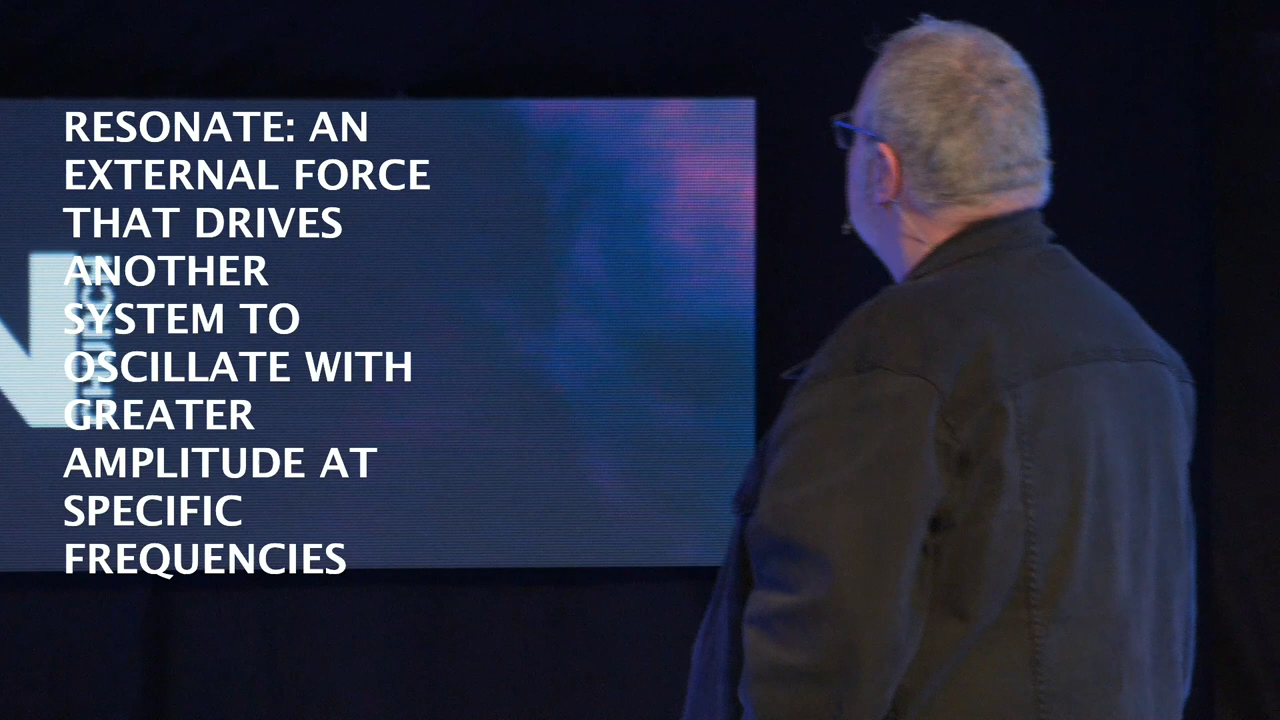 RESONATE: AN
EXTERNAL FORCE
THAT DRIVES
ANOTHER
SYSTEM TO
OSCILLATE WITH
GREATER
AMPLITUDE AT
SPECIFIC
FREQUENCIES
N